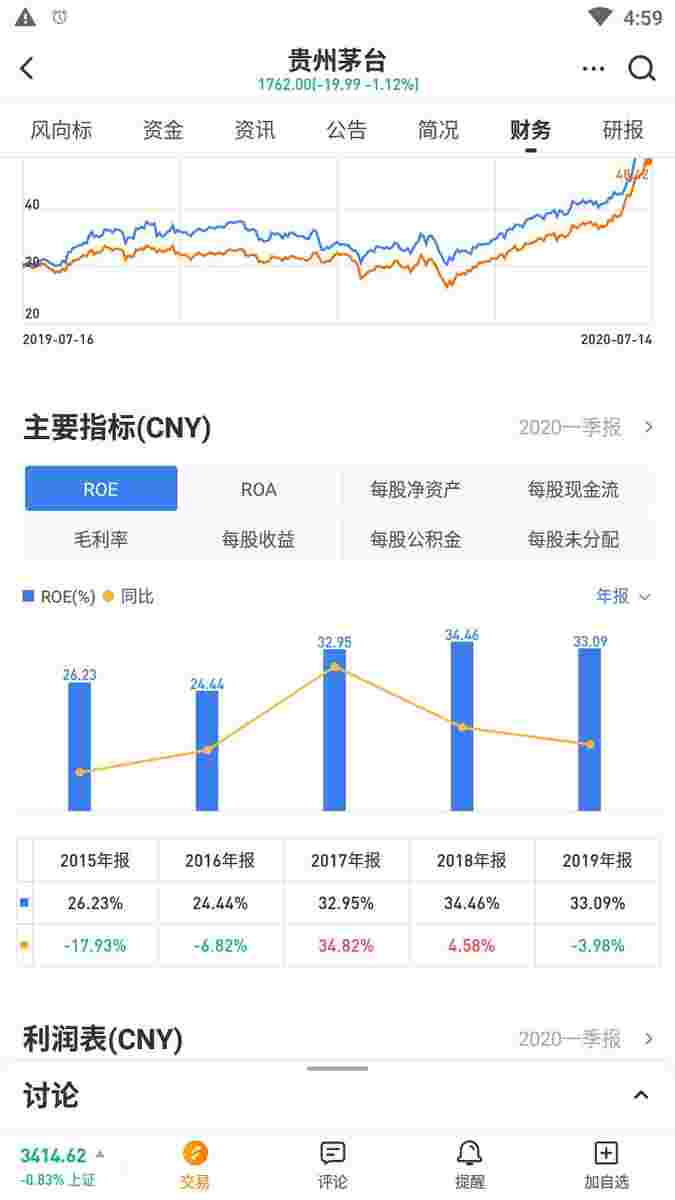 4:59
贵州茅台
1762.00(-19.99 -1.12%)
风向标 资金 资讯 公告 简况 财务 研报
48.42
40
30
20
2019-07-16 2020-07-14
主要指标(CNY) 2020一季报
ROE ROA 每股净资产 每股现金流
毛利率 每股收益 每股公积金 每股未分配
ROE(%) 同比 年报
26.23 24.44 32.95 34.46 33.09
2015年报 2016年报 2017年报 2018年报 2019年报
26.23% 24.44% 32.95% 34.46% 33.09%
-17.93% -6.82% 34.82% 4.58% -3.98%
利润表(CNY) 2020一季报
讨论
3414.62
-0.83% 上证
交易 评论 提醒 加自选